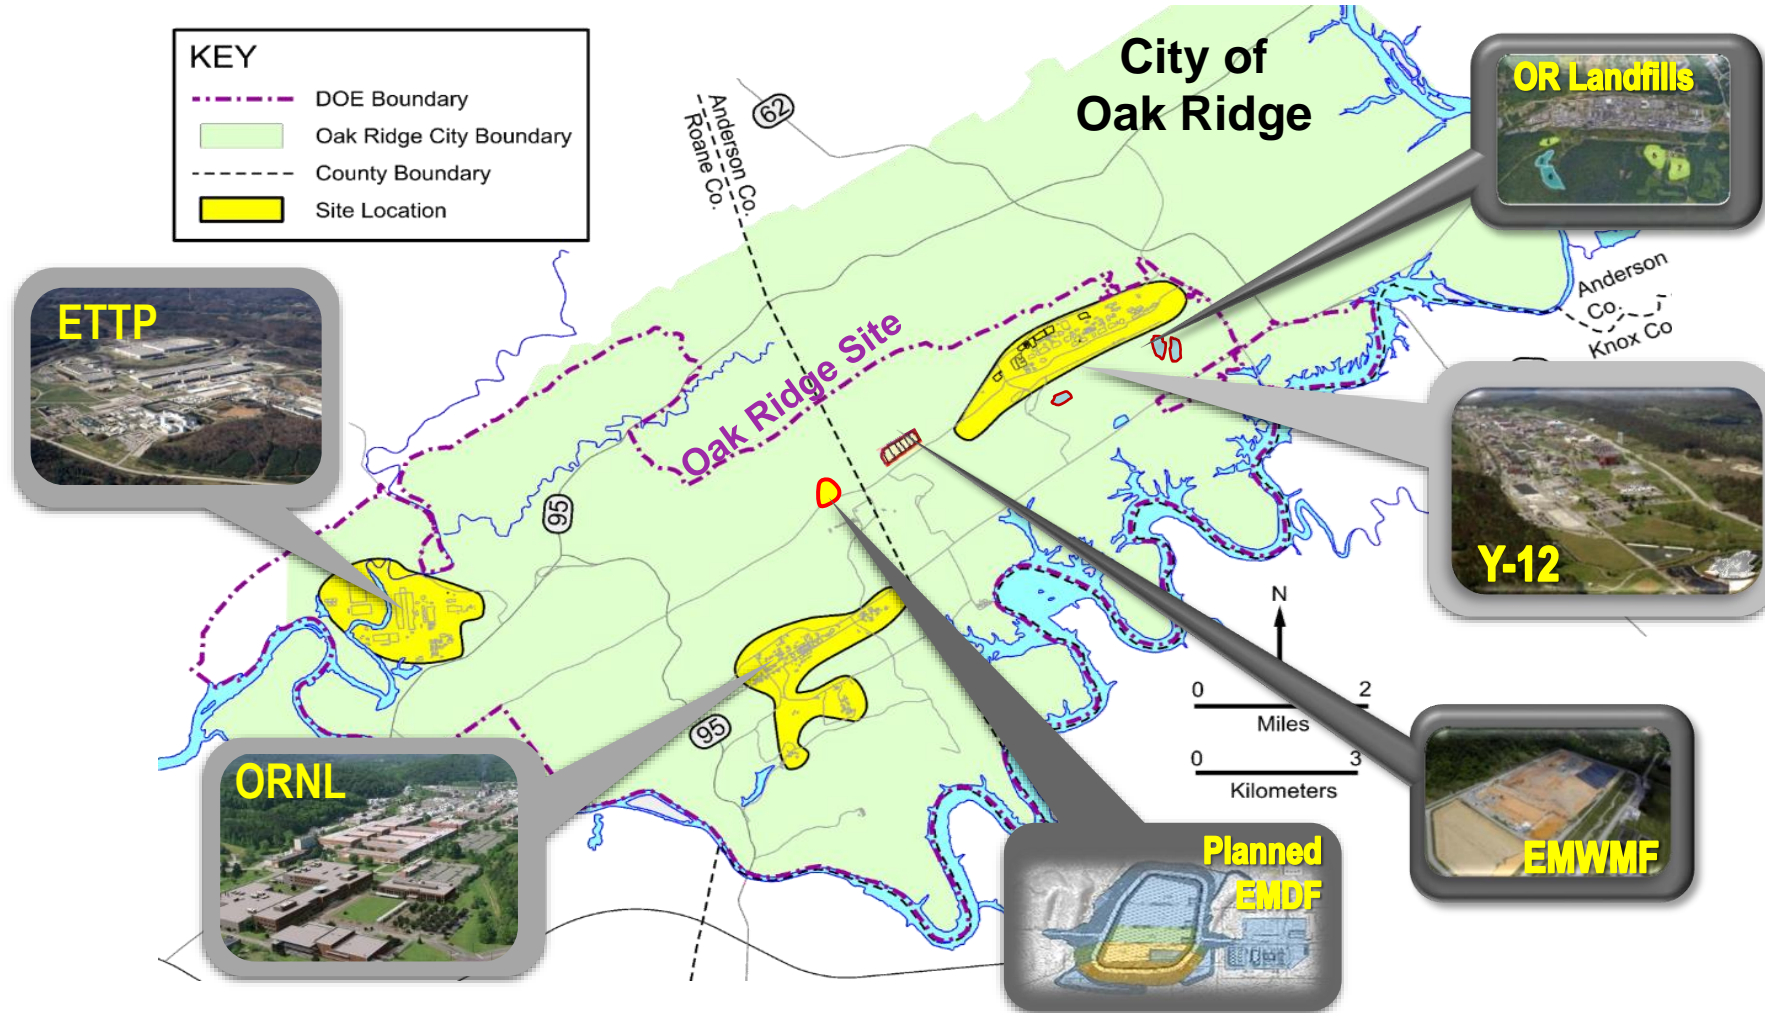 KEY
DOE Boundary
Oak Ridge City Boundary
County Boundary
Site Location
City of
Oak Ridge
OR Landfills
62
Anderson Co.
Roane Co.
Anderson
Co.
Knox Co
ETTP
Oak Ridge Site
95
Y-12
N
0 2
Miles
0 3
Kilometers
95
ORNL
Planned
EMDF
EMWMF